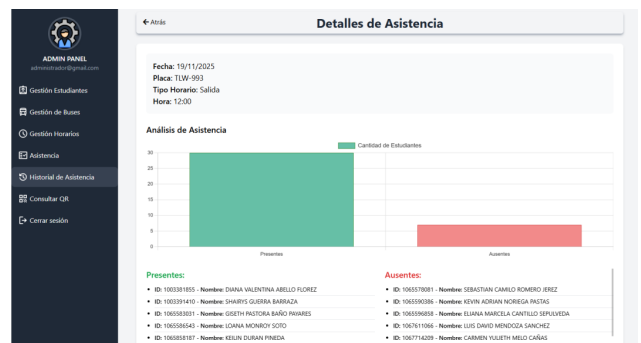 Atrás
Detalles de Asistencia
ADMIN PANEL
administrador@gmail.com
Gestión Estudiantes
Gestión de Buses
Gestión Horarios
Asistencia
Historial de Asistencia
Consultar QR
Cerrar sesión
Fecha: 19/11/2025
Placa: TLW-993
Tipo Horario: Salida
Hora: 12:00
Análisis de Asistencia
Cantidad de Estudiantes
30
25
20
15
10
5
0
Presentes
Ausentes
Presentes:
• ID: 1003381855 - Nombre: DIANA VALENTINA ABELLO FLOREZ
• ID: 1003391410 - Nombre: SHAIRYS GUERRA BARRAZA
• ID: 1065583031 - Nombre: GISETH PASTORA BAÑO PAVARES
• ID: 1065586543 - Nombre: LOANA MONROY SOTO
• ID: 1065858187 - Nombre: KEILIN DURAN PINEDA
Ausentes:
• ID: 1065578081 - Nombre: SEBASTIAN CAMILO ROMERO JEREZ
• ID: 1065590386 - Nombre: KEVIN ADRIAN NORIEGA PASTAS
• ID: 1065596858 - Nombre: ELIANA MARCELA CANTILLO SEPULVEDA
• ID: 1067611066 - Nombre: LUIS DAVID MENDOZA SANCHEZ
• ID: 1067714209 - Nombre: CARMEN YULIETH MELO CAÑAS